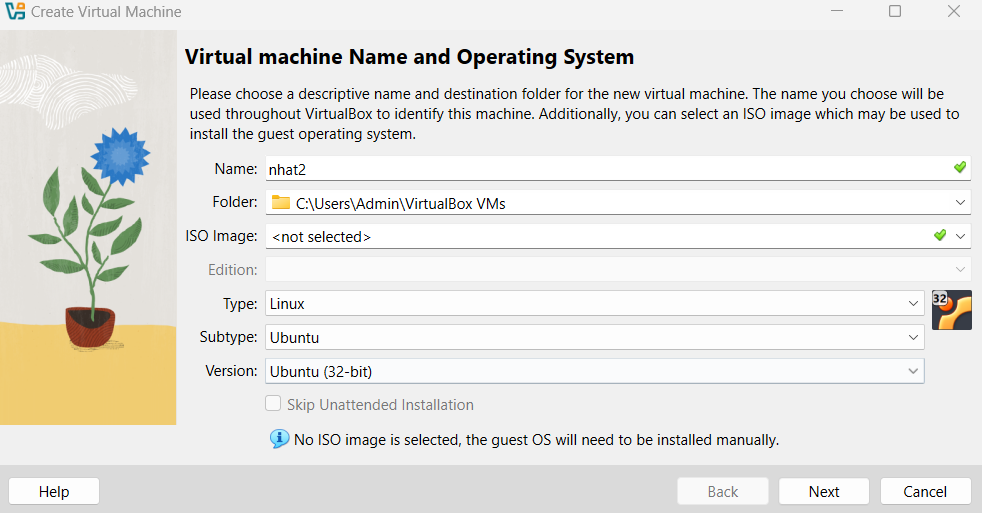 Create Virtual Machine
Virtual machine Name and Operating System
Please choose a descriptive name and destination folder for the new virtual machine. The name you choose will be
used throughout VirtualBox to identify this machine. Additionally, you can select an ISO image which may be used to
install the guest operating system.
Name: nhat2
Folder: C:\Users\Admin\VirtualBox VMs
ISO Image: <not selected>
Edition:
Type: Linux
32
Subtype: Ubuntu
Version: Ubuntu (32-bit)
Skip Unattended Installation
No ISO image is selected, the guest OS will need to be installed manually.
Help Back Next Cancel